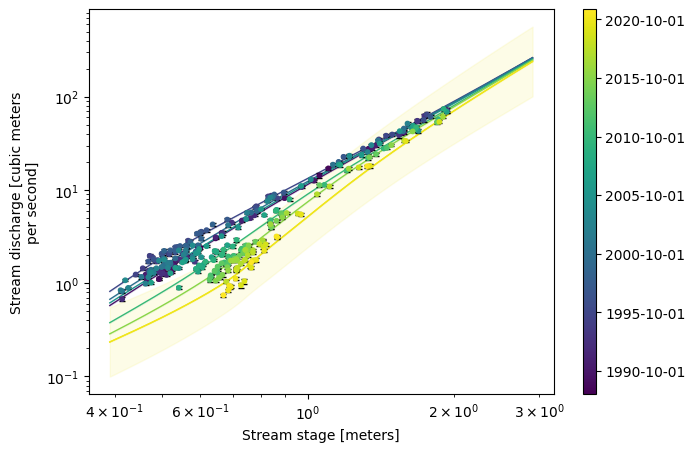 Stream discharge [cubic meters
per second]
10²
10¹
10⁰
10⁻¹
4 × 10⁻¹
6 × 10⁻¹
10⁰
2 × 10⁰
3 × 10⁰
Stream stage [meters]
2020-10-01
2015-10-01
2010-10-01
2005-10-01
2000-10-01
1995-10-01
1990-10-01